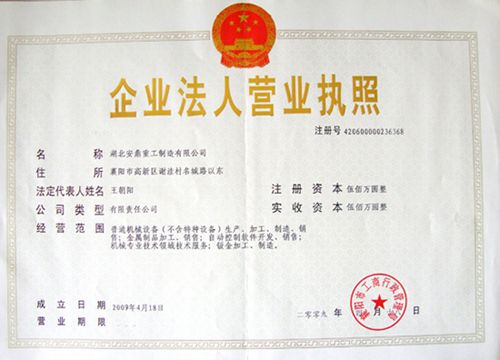 企业法人营业执照
注册号 420600000236368
名称 湖北安鼎重工制造有限公司
住所 襄阳市高新区谢洼村名城路以东
法定代表人姓名 王朝阳 注册资本 伍佰万圆整
公司类型 有限责任公司 实收资本 伍佰万圆整
经营范围 普通机械设备（不含特种设备）生产、加工、制造、销
售；金属制品加工、销售；自动控制软件开发、销售；
机械专业技术领域技术服务；钣金加工、制造。
阳市工商行政管理局
成立日期 2009年4月18日 二零零九年 月 日
营业期限